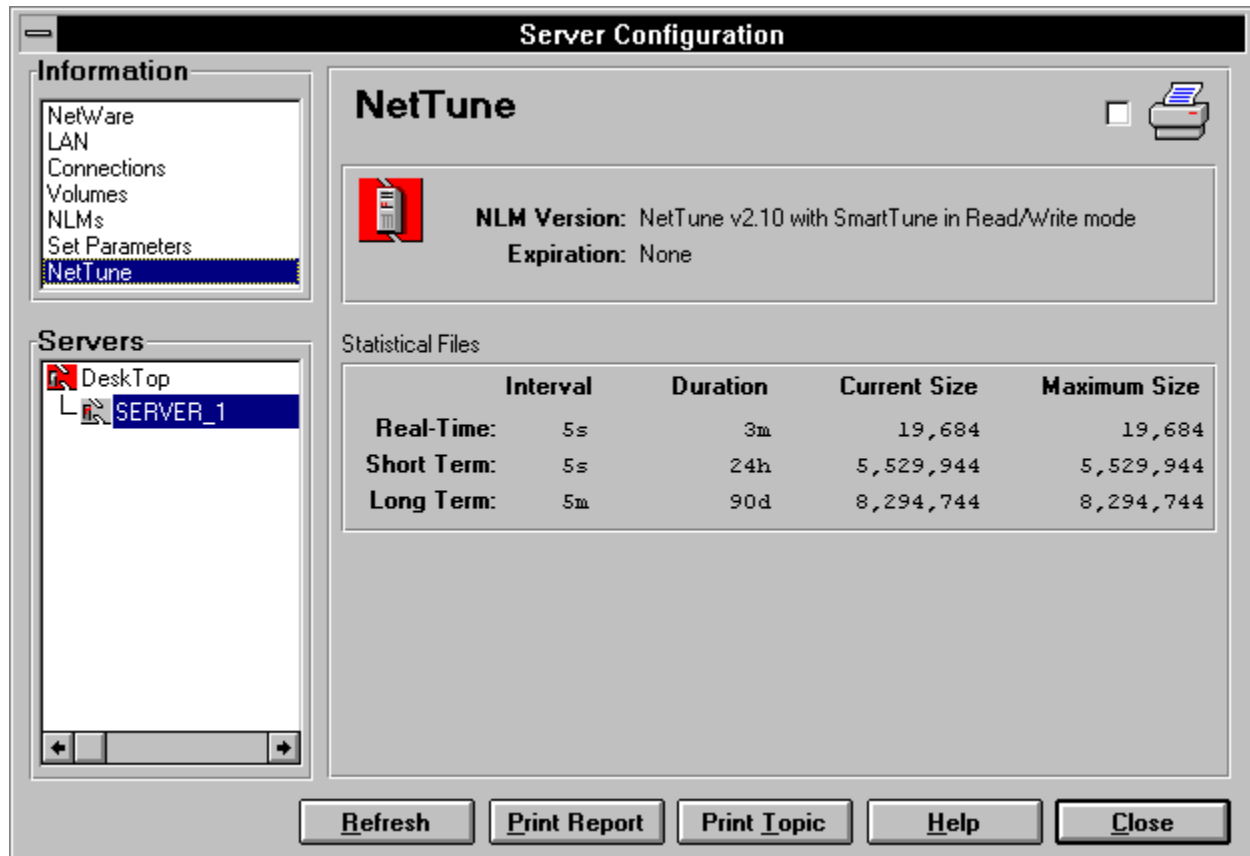 Server Configuration
Information
NetWare
LAN
Connections
Volumes
NLMs
Set Parameters
NetTune
Servers
DeskTop
SERVER_1
NetTune
NLM Version: NetTune v2.10 with SmartTune in Read/Write mode
Expiration: None
Statistical Files
Interval Duration Current Size Maximum Size
Real-Time: 5s 3m 19,684 19,684
Short Term: 5s 24h 5,529,944 5,529,944
Long Term: 5m 90d 8,294,744 8,294,744
Refresh Print Report Print Topic Help Close